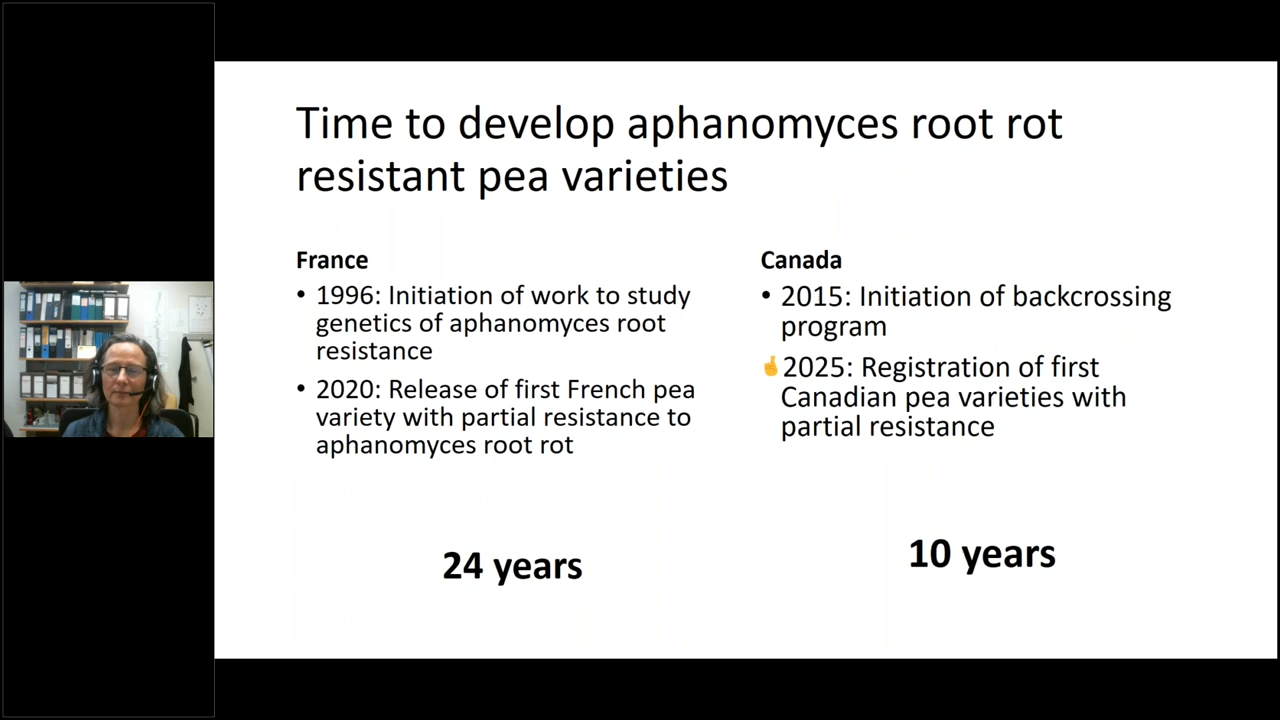 Time to develop aphanomyces root rot
resistant pea varieties
France
• 1996: Initiation of work to study
genetics of aphanomyces root
resistance
• 2020: Release of first French pea
variety with partial resistance to
aphanomyces root rot
24 years
Canada
• 2015: Initiation of backcrossing
program
🤞2025: Registration of first
Canadian pea varieties with
partial resistance
10 years